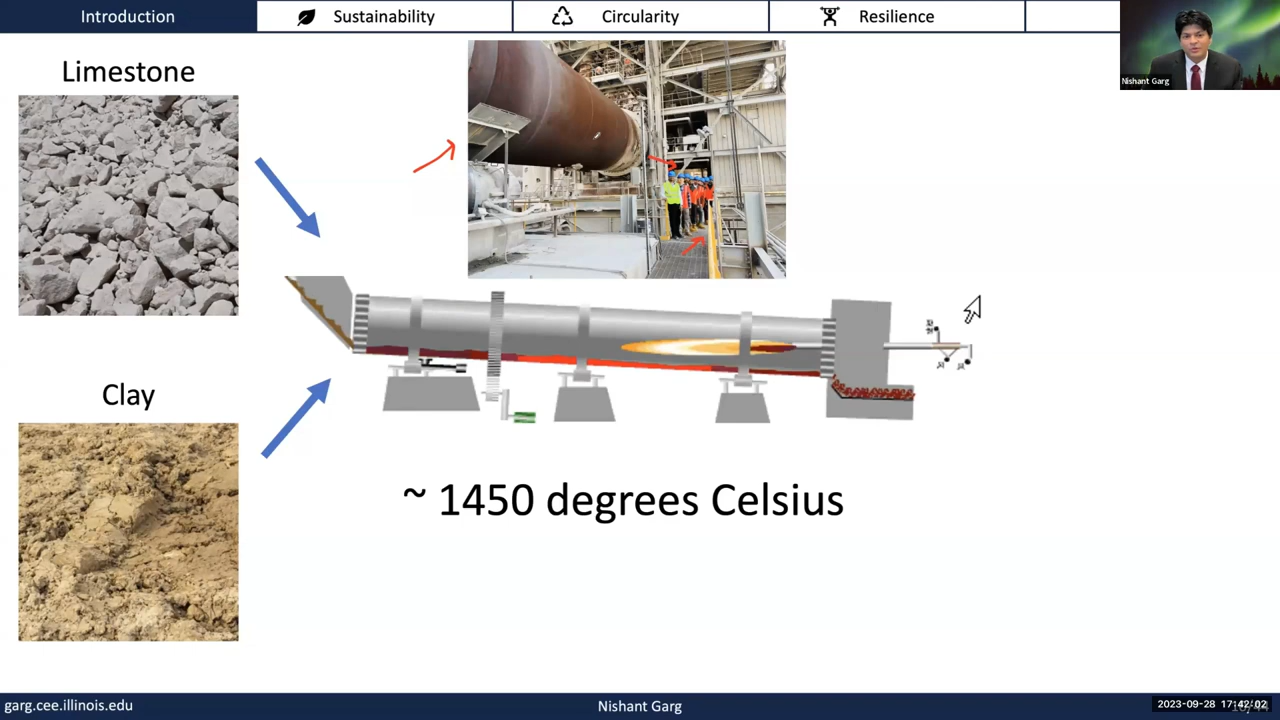 Introduction
Sustainability
Circularity
Resilience
Nishant Garg
Limestone
Clay
~ 1450 degrees Celsius
garg.cee.illinois.edu
Nishant Garg
2023-09-28 17:42:02